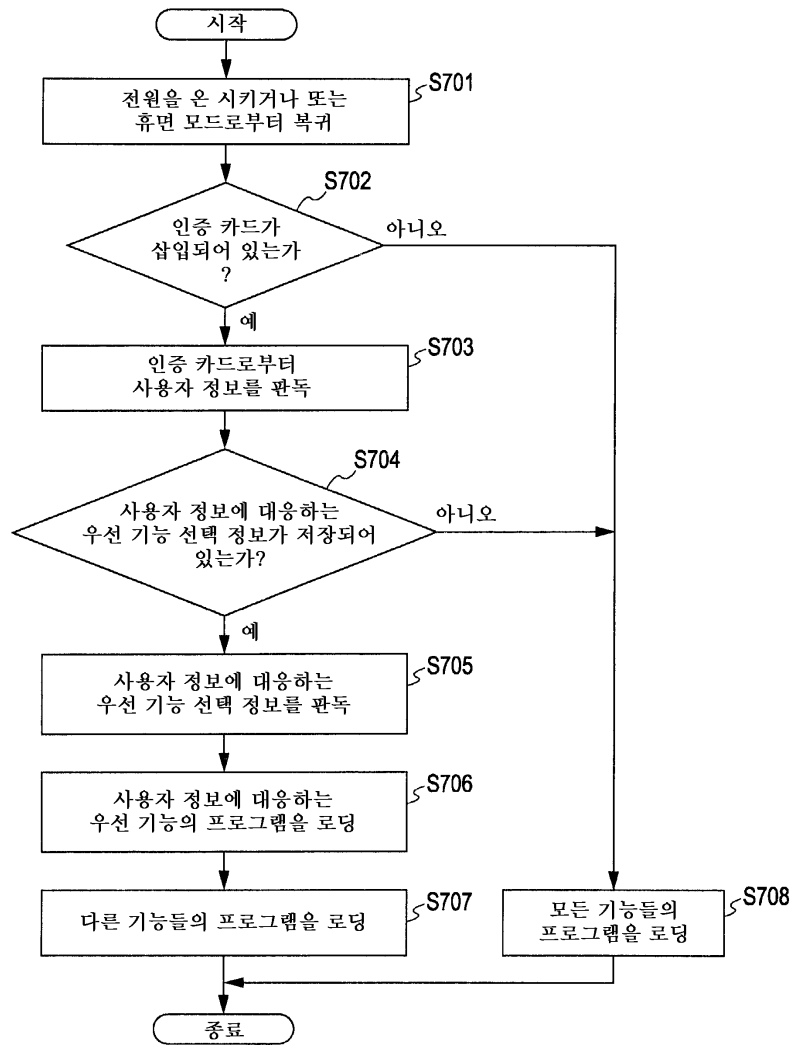 시작
S701
전원을 온 시키거나 또는
휴면 모드로부터 복귀
S702
인증 카드가
삽입되어 있는가
?
아니오
예
S703
인증 카드로부터
사용자 정보를 판독
S704
사용자 정보에 대응하는
우선 기능 선택 정보가 저장되어
있는가?
아니오
예
S705
사용자 정보에 대응하는
우선 기능 선택 정보를 판독
S706
사용자 정보에 대응하는
우선 기능의 프로그램을 로딩
S707
다른 기능들의 프로그램을 로딩
S708
모든 기능들의
프로그램을 로딩
종료